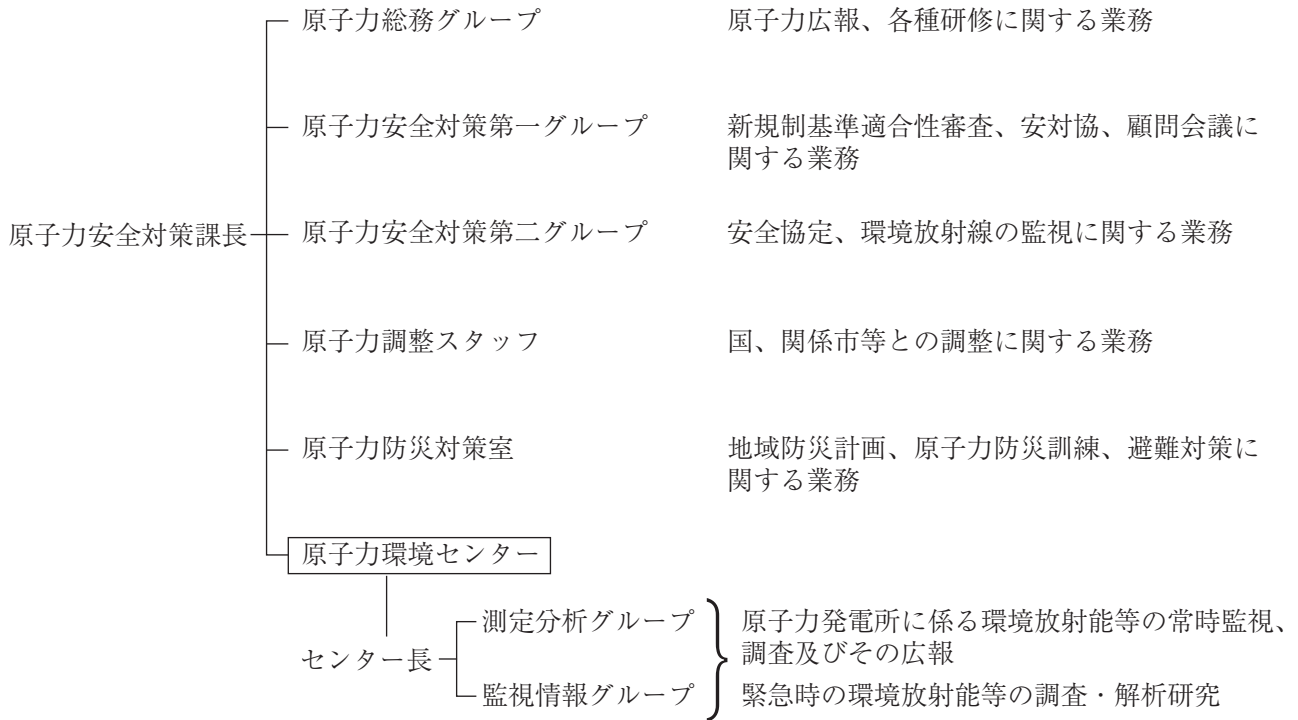 原子力総務グループ
原子力広報、各種研修に関する業務
原子力安全対策第一グループ
新規制基準適合性審査、安対協、顧問会議に
関する業務
原子力安全対策課長
原子力安全対策第二グループ
安全協定、環境放射線の監視に関する業務
原子力調整スタッフ
国、関係市等との調整に関する業務
原子力防災対策室
地域防災計画、原子力防災訓練、避難対策に
関する業務
原子力環境センター
センター長
測定分析グループ
原子力発電所に係る環境放射能等の常時監視、
調査及びその広報
監視情報グループ
緊急時の環境放射能等の調査・解析研究